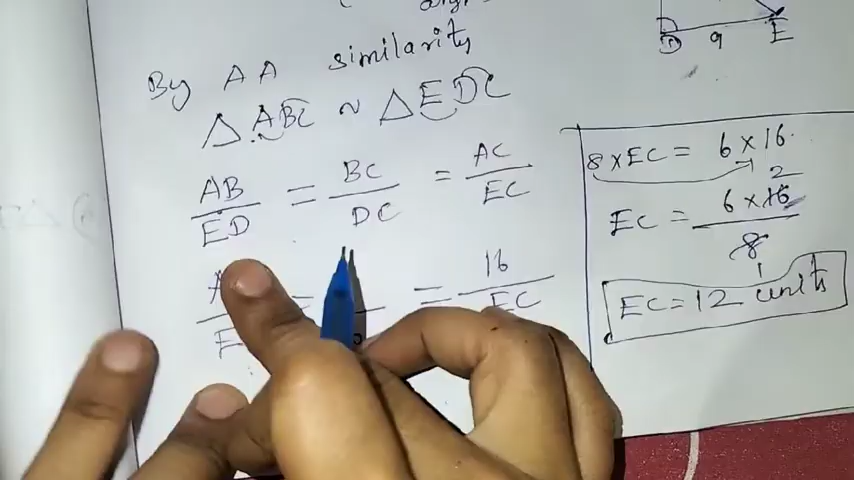 D 9 E
By AA similarity
△ABC ~ △EDC
AB/ED = BC/DC = AC/EC
= = 16/EC
8×EC = 6×16
EC = 6×16/8
2
1
EC=12 units